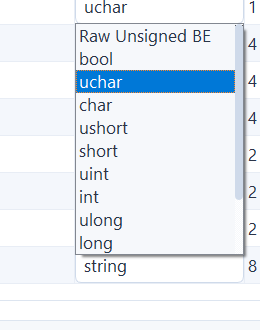 uchar 1
Raw Unsigned BE
bool 4
uchar
char 4
ushort 4
short 2
uint
int 2
ulong 2
long
string 8